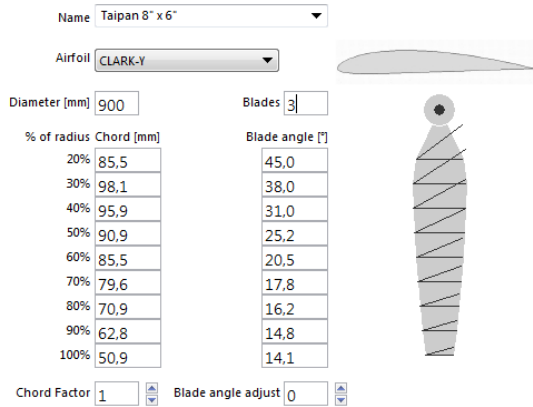 Name Taipan 8" x 6"
Airfoil CLARK-Y
Diameter [mm] 900 Blades 3
% of radius Chord [mm] Blade angle [°]
20% 85,5 45,0
30% 98,1 38,0
40% 95,9 31,0
50% 90,9 25,2
60% 85,5 20,5
70% 79,6 17,8
80% 70,9 16,2
90% 62,8 14,8
100% 50,9 14,1
Chord Factor 1 Blade angle adjust 0